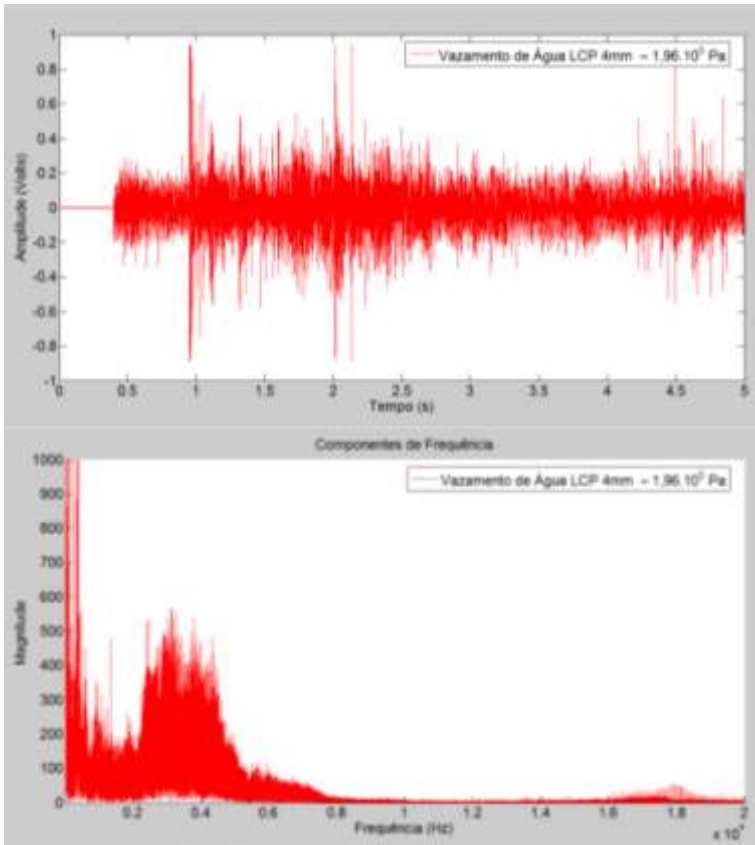 1
0.8
0.6
0.4
0.2
0
-0.2
-0.4
-0.6
-0.8
-1
Amplitude (Volts)
Vazamento de Água LCP 4mm – 1,96.10⁵ Pa
0 0.5 1 1.5 2 2.5 3 3.5 4 4.5 5
Tempo (s)
Componentes de Frequência
1000
900
800
700
600
500
400
300
200
100
0
Magnitude
Vazamento de Água LCP 4mm – 1,96.10⁵ Pa
0.2 0.4 0.6 0.8 1 1.2 1.4 1.6 1.8 2
Frequência (Hz)
x 10⁴